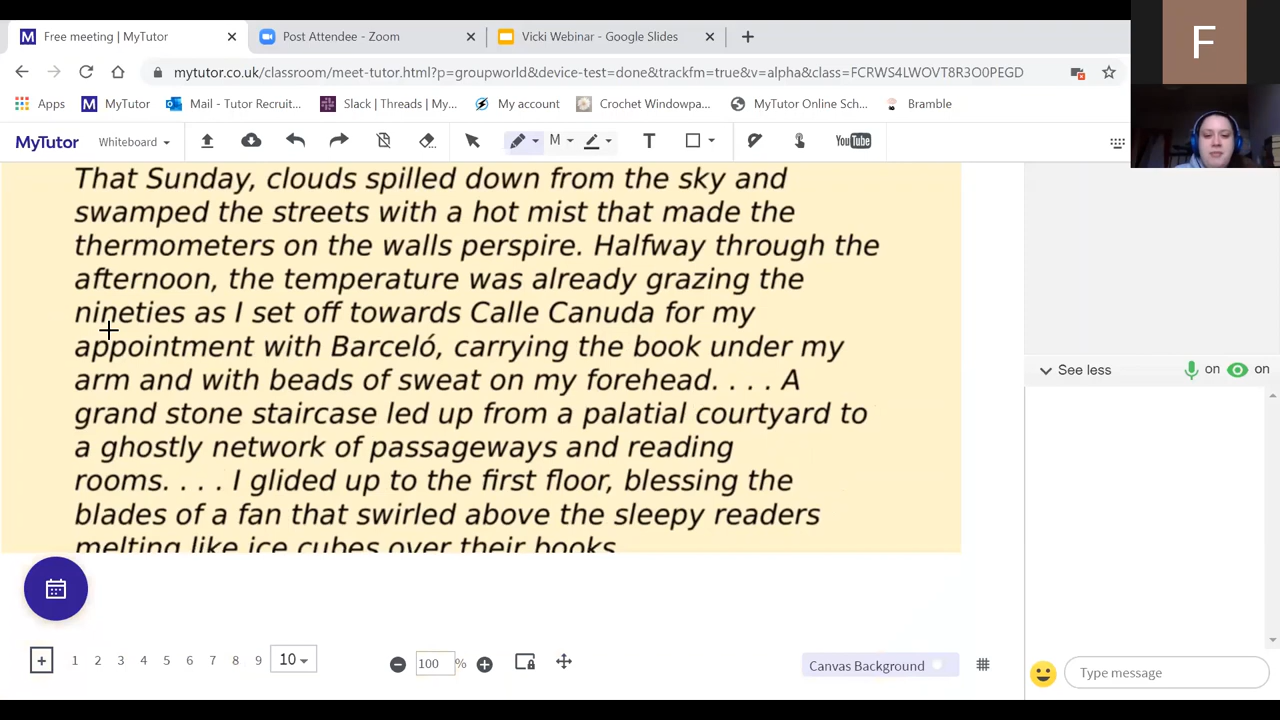 Free meeting | MyTutor
Post Attendee - Zoom
Vicki Webinar - Google Slides
F
mytutor.co.uk/classroom/meet-tutor.html?p=groupworld&device-test=done&trackfm=true&v=alpha&class=FCRWS4LWOVT8R3O0PEGD
Apps
MyTutor
Mail - Tutor Recruit...
Slack | Threads | My...
My account
Crochet Windowpa...
MyTutor Online Sch...
Bramble
MyTutor
Whiteboard
M
T
YouTube
That Sunday, clouds spilled down from the sky and
swamped the streets with a hot mist that made the
thermometers on the walls perspire. Halfway through the
afternoon, the temperature was already grazing the
nineties as I set off towards Calle Canuda for my
appointment with Barceló, carrying the book under my
arm and with beads of sweat on my forehead. . . . A
grand stone staircase led up from a palatial courtyard to
a ghostly network of passageways and reading
rooms. . . . I glided up to the first floor, blessing the
blades of a fan that swirled above the sleepy readers
melting like ice cubes over their books
See less
on
on
1 2 3 4 5 6 7 8 9 10
100 %
Canvas Background
Type message